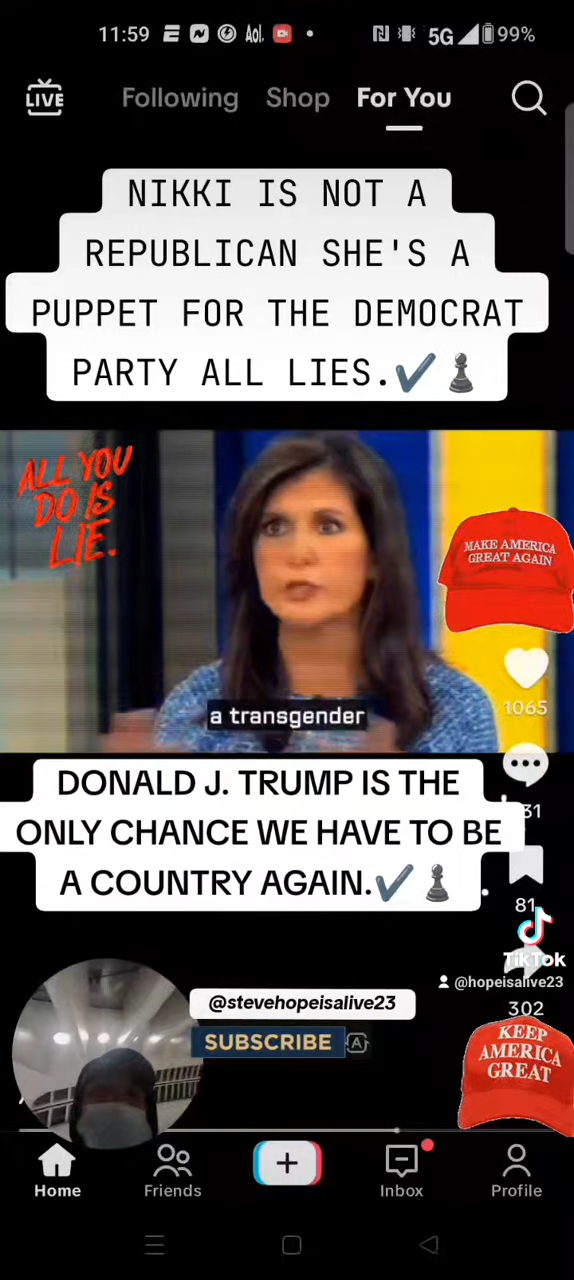 11:59
Aol.
5G
99%
LIVE
Following
Shop
For You
NIKKI IS NOT A
REPUBLICAN SHE'S A
PUPPET FOR THE DEMOCRAT
PARTY ALL LIES.✔️♟️
ALL YOU
DO IS
LIE.
MAKE AMERICA
GREAT AGAIN
1065
a transgender
DONALD J. TRUMP IS THE
ONLY CHANCE WE HAVE TO BE
A COUNTRY AGAIN.✔️♟️
81
TikTok
@hopeisalive23
@stevehopeisalive23
302
SUBSCRIBE
A
KEEP
AMERICA
GREAT
Home
Friends
Inbox
Profile